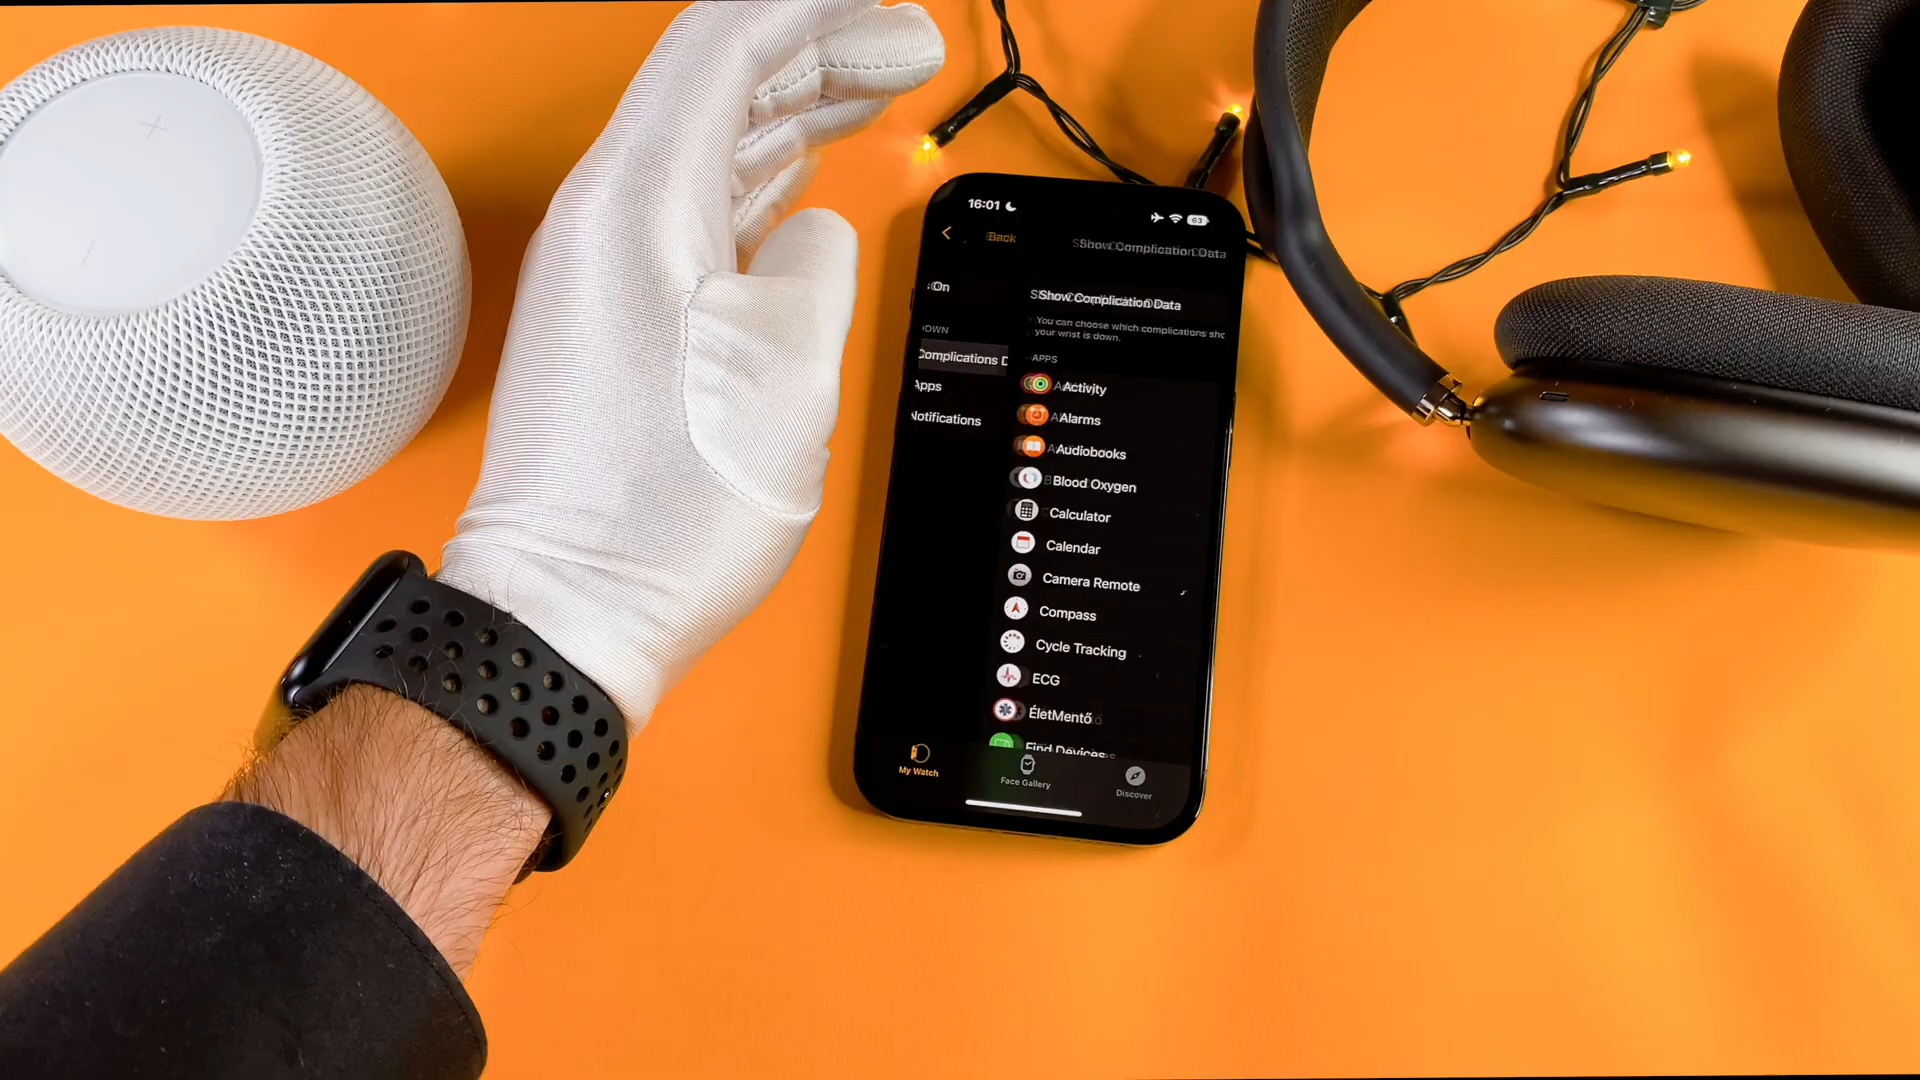 16:01
63
Back
Show Complication Data
On
Show Complication Data
You can choose which complications
your wrist is down.
OWN
APPS
Complications D
Apps
Notifications
Activity
Alarms
Audiobooks
Blood Oxygen
Calculator
Calendar
Camera Remote
Compass
Cycle Tracking
ECG
ÉletMentő
Find Devices
My Watch
Face Gallery
Discover